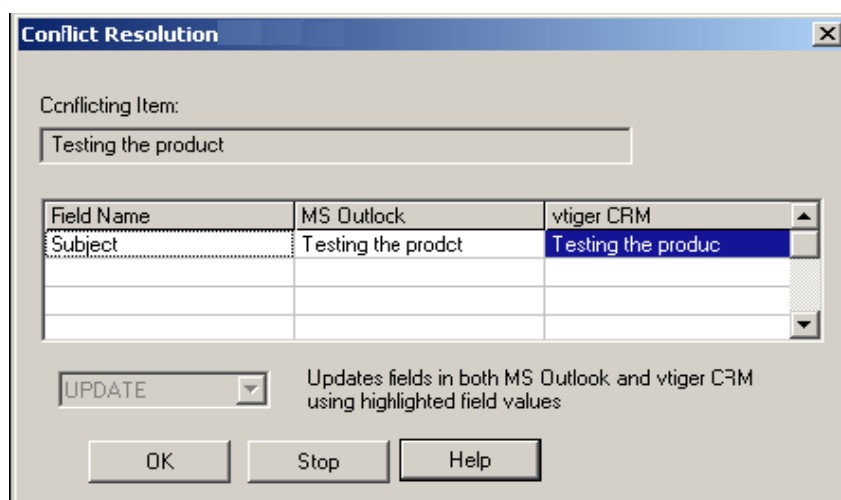 Conflict Resolution
Conflicting Item:
Testing the product
Field Name MS Outlock vtiger CRM
Subject Testing the prodct Testing the produc
UPDATE
Updates fields in both MS Outlook and vtiger CRM
using highlighted field values
OK Stop Help